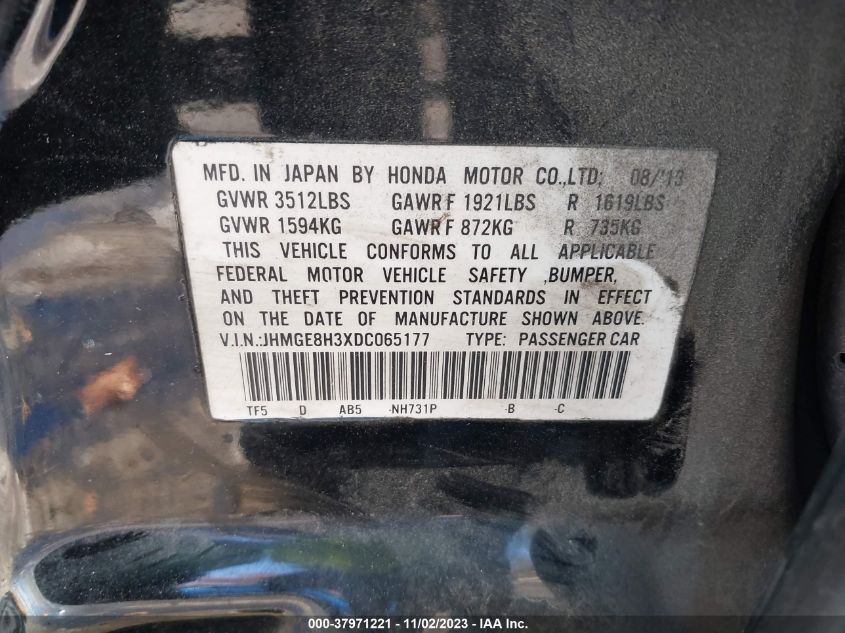 MFD. IN JAPAN BY HONDA MOTOR CO.,LTD; 08/'13
GVWR 3512LBS GAWR F 1921LBS R 1619LBS
GVWR 1594KG GAWR F 872KG R 735KG
THIS VEHICLE CONFORMS TO ALL APPLICABLE
FEDERAL MOTOR VEHICLE SAFETY ,BUMPER,
AND THEFT PREVENTION STANDARDS IN EFFECT
ON THE DATE OF MANUFACTURE SHOWN ABOVE.
V.I.N.:JHMGE8H3XDC065177 TYPE: PASSENGER CAR
TF5 D AB5 -NH731P -B -C
000-37971221 - 11/02/2023 - IAA Inc.